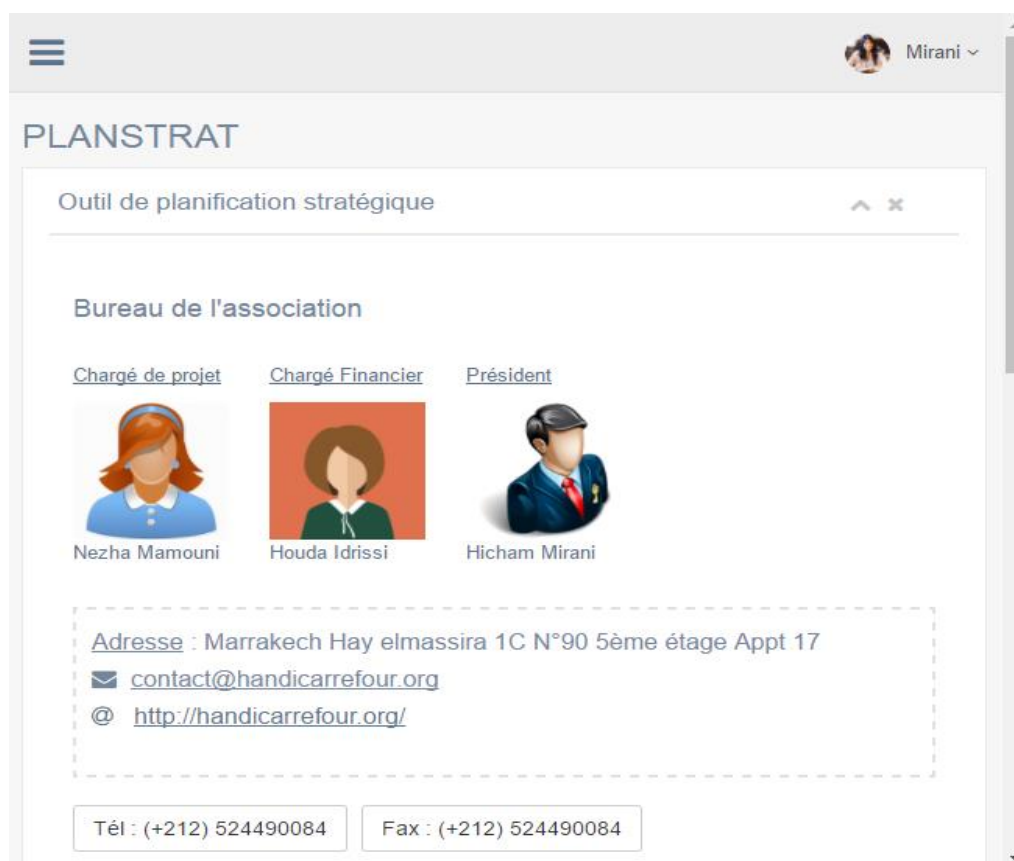 Mirani
PLANSTRAT
Outil de planification stratégique
Bureau de l'association
Chargé de projet Chargé Financier Président
Nezha Mamouni Houda Idrissi Hicham Mirani
Adresse : Marrakech Hay elmassira 1C N°90 5ème étage Appt 17
contact@handicarrefour.org
@ http://handicarrefour.org/
Tél : (+212) 524490084 Fax : (+212) 524490084